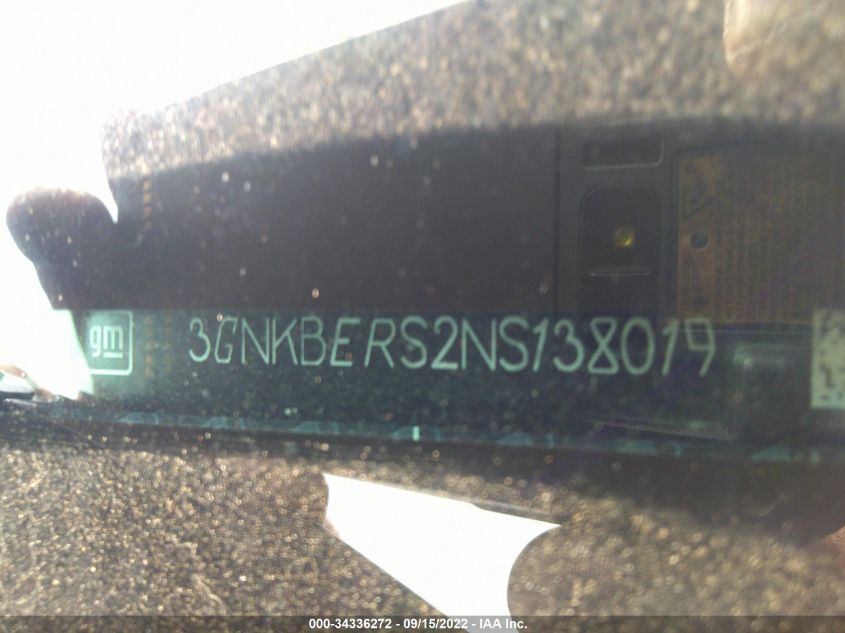 gm
3GNKBERS2NS138019
000-34336272 - 09/15/2022 - IAA Inc.